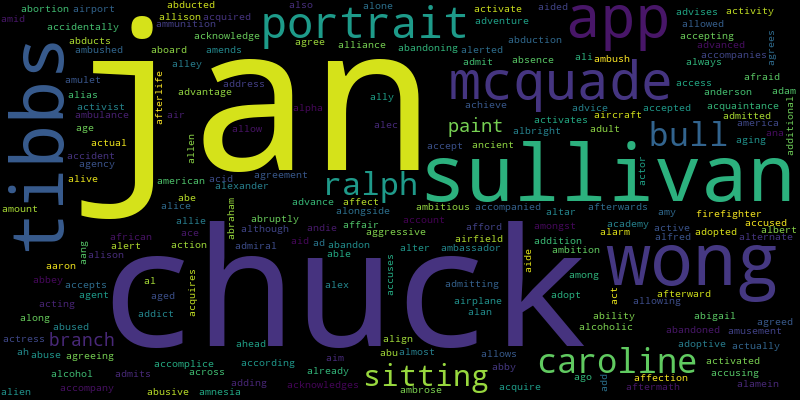 abortion airport abducted also alone activate aided advises activity
amid accidentally allison acquired portrait adventure app allowed
abducts ammunition agree alliance abandoning accepting agrees
ambushed aboard acknowledge amends alerted abduction advanced
tibbs jan alley admit absence ali ambush accompanies always
amulet advantage address mcquade access afraid
alias afterlife ally achieve anderson adam
activist alpha advice accepted acquaintance additional
ambulance air alec activates aircraft admitted america
age allow paint albright adult bull ana
actual allen accept ancient aging
accident agency sullivan actor
alive american acid agreement ralph
abe alexander
amount alice abraham advance affect ambitious accompanied afterwards amy firefighter
allie alongside altar academy accused
african ace abruptly although andie affair account afford amongst active adopted albert
alert action admiral aid ad abandon aggressive airfield addition alarm alfred alternate
aang alison able alter ambassador ambition wong
aaron al chuck alex accuses aide among
abbey accepts acquires admitting act allowing afterward
agent aged airplane adopt
acting addict alan ability abigail
along alcoholic abandoned agreed
abused branch ahead align amusement
actress abu almost allows adoptive actually
ah abuse agreeing accomplice according aim abby caroline activated
alcohol across already sitting ago accusing
admits adding add affection
alien accompany abusive amnesia acknowledges ambrose acquire aftermath alamein